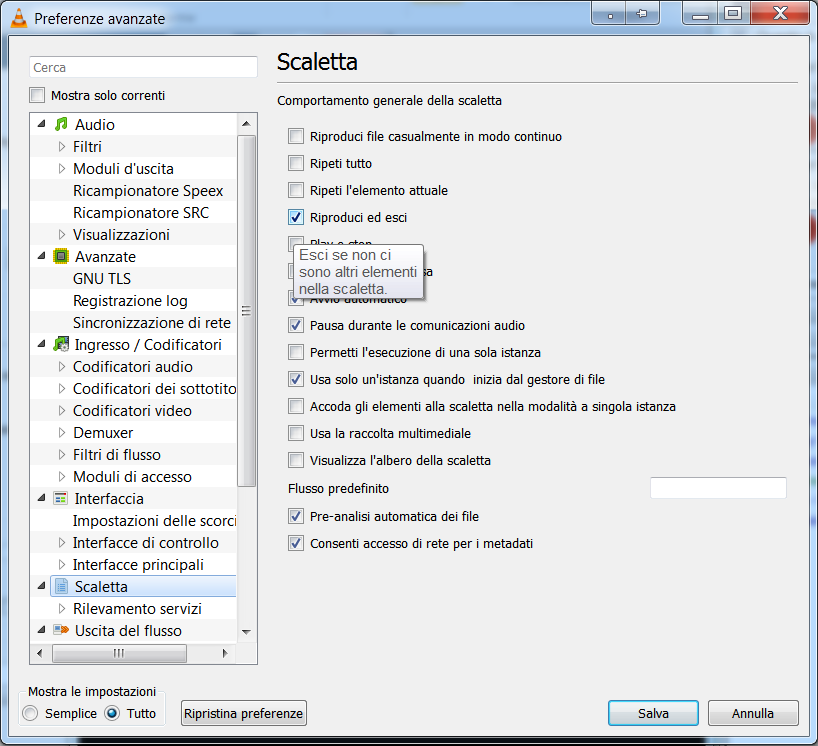 Preferenze avanzate
Cerca
Mostra solo correnti
Audio
Filtri
Moduli d'uscita
Ricampionatore Speex
Ricampionatore SRC
Visualizzazioni
Avanzate
GNU TLS
Registrazione log
Sincronizzazione di rete
Ingresso / Codificatori
Codificatori audio
Codificatori dei sottotito
Codificatori video
Demuxer
Filtri di flusso
Moduli di accesso
Interfaccia
Impostazioni delle scorci
Interfacce di controllo
Interfacce principali
Scaletta
Rilevamento servizi
Uscita del flusso
Mostra le impostazioni
Semplice Tutto
Ripristina preferenze
Scaletta
Comportamento generale della scaletta
Riproduci file casualmente in modo continuo
Ripeti tutto
Ripeti l'elemento attuale
Riproduci ed esci
Play e stop
Esci se non ci
sono altri elementi
nella scaletta.
Avvio automatico
Pausa durante le comunicazioni audio
Permetti l'esecuzione di una sola istanza
Usa solo un'istanza quando inizia dal gestore di file
Accoda gli elementi alla scaletta nella modalità a singola istanza
Usa la raccolta multimediale
Visualizza l'albero della scaletta
Flusso predefinito
Pre-analisi automatica dei file
Consenti accesso di rete per i metadati
Salva
Annulla